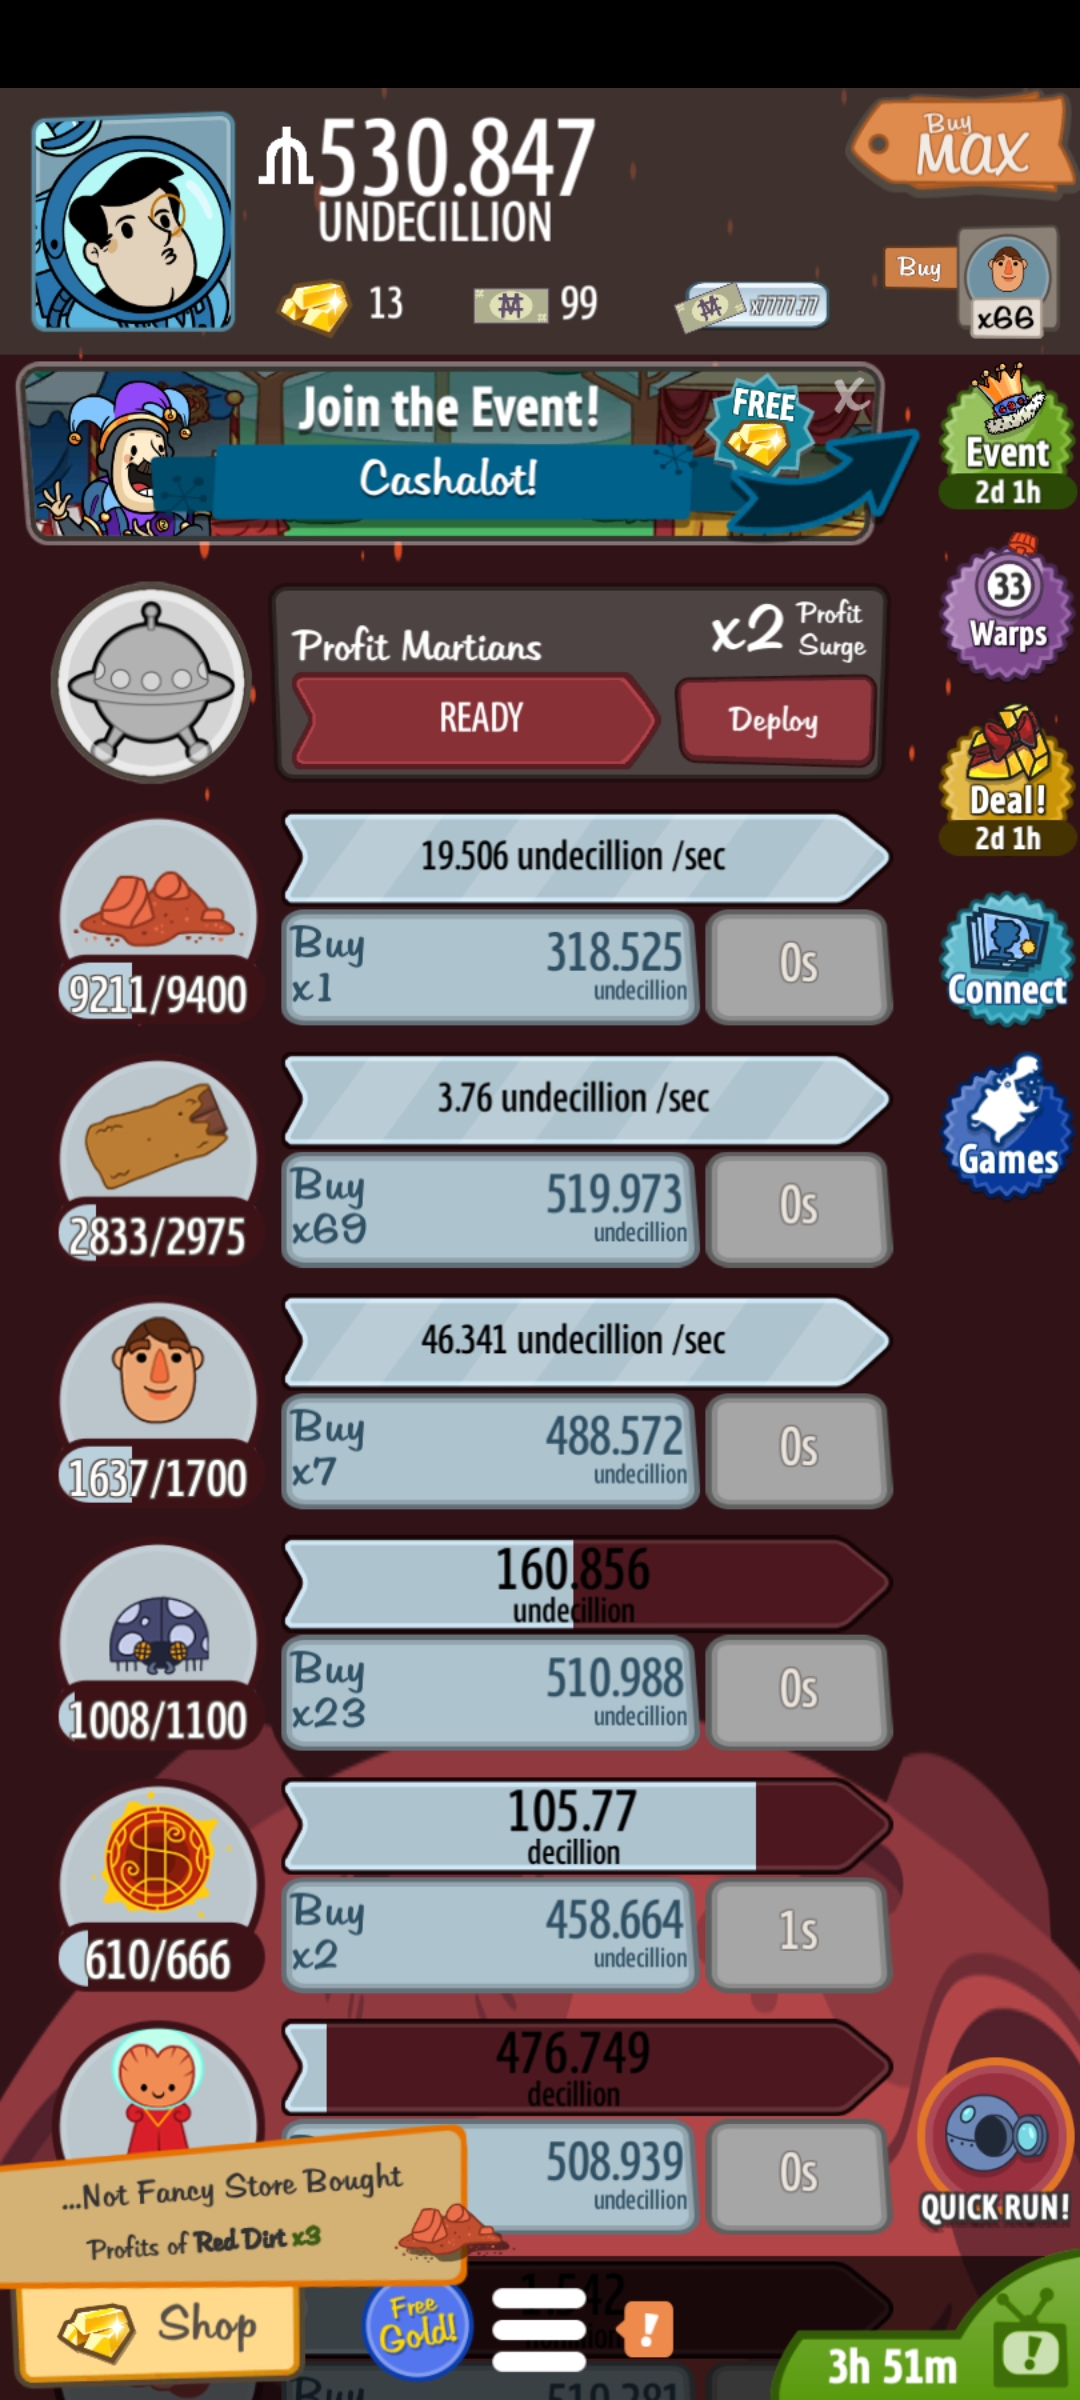 530.847
UNDECILLION
Buy
MAX
13
99
x7777.77
Buy
x66
Join the Event!
Cashalot!
FREE
X
Event
2d 1h
33
Warps
Profit Martians
x2 Profit
Surge
READY
Deploy
Deal!
2d 1h
19.506 undecillion /sec
Buy
x1
318.525
undecillion
0s
9211/9400
Connect
3.76 undecillion /sec
Buy
x69
519.973
undecillion
0s
2833/2975
Games
46.341 undecillion /sec
Buy
x7
488.572
undecillion
0s
1637/1700
160.856
undecillion
Buy
x23
510.988
undecillion
0s
1008/1100
105.77
decillion
Buy
x2
458.664
undecillion
1s
610/666
476.749
decillion
508.939
undecillion
0s
QUICK RUN!
...Not Fancy Store Bought
Profits of Red Dirt x3
Shop
Free
Gold!
!
3h 51m
!
Buy
510.281